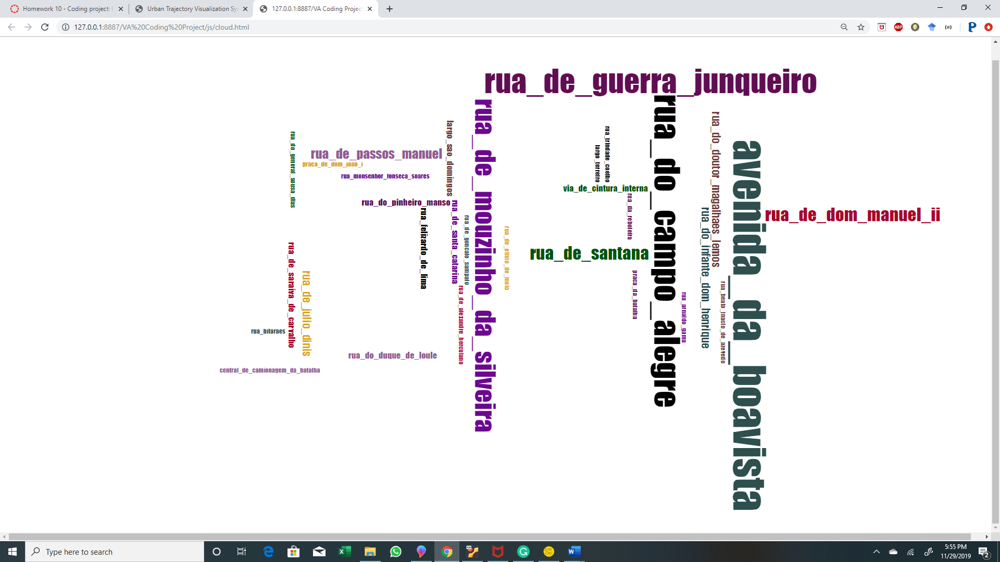 Homework 10 - Coding project:
Urban Trajectory Visualization Sy
127.0.0.1:8887/VA Coding Projec
127.0.0.1:8887/VA%20Coding%20Project/js/cloud.html
ABP
rua_de_guerra_junqueiro
rua_de_mouzinho_da_silveira
rua_do_campo_alegre
avenida_da_boavista
rua_do_doutor_magalhaes_lemos
largo_sao_domingos
rua_trindade_coelho
rua_do_general_sousa_dias
largo_terreiro
rua_de_passos_manuel
praca_de_dom_joao_i
rua_monsenhor_fonseca_soares
via_de_cintura_interna
rua_da_reboleira
rua_do_pinheiro_manso
rua_de_santa_catarina
rua_felizardo_de_lima
rua_do_infante_dom_henrique
rua_de_dom_manuel_ii
rua_de_goncalo_sampaio
rua_de_elisio_de_melo
rua_de_saraiva_de_carvalho
rua_de_santana
rua_de_julio_dinis
praca_da_batalha
rua_beato_inacio_de_azevedo
rua_de_alexandre_herculano
rua_arnaldo_gama
rua_bitaraes
rua_do_duque_de_loule
central_de_camionagem_da_batalha
Type here to search
5:55 PM
11/29/2019
2